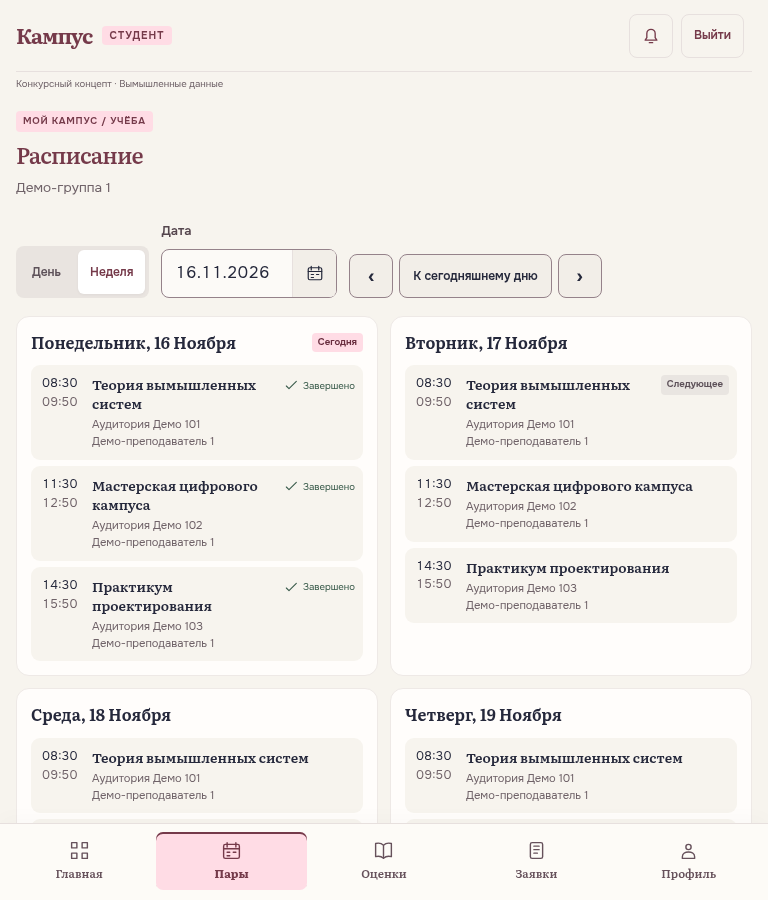 Кампус
СТУДЕНТ
Выйти
Конкурсный концепт · Вымышленные данные
МОЙ КАМПУС / УЧЁБА
Расписание
Демо-группа 1
День
Неделя
Дата
16.11.2026
‹
К сегодняшнему дню
›
Понедельник, 16 Ноября
Сегодня
08:30
09:50
Теория вымышленных
систем
Завершено
Аудитория Демо 101
Демо-преподаватель 1
11:30
12:50
Мастерская цифрового
кампуса
Завершено
Аудитория Демо 102
Демо-преподаватель 1
14:30
15:50
Практикум
проектирования
Завершено
Аудитория Демо 103
Демо-преподаватель 1
Вторник, 17 Ноября
08:30
09:50
Теория вымышленных
систем
Следующее
Аудитория Демо 101
Демо-преподаватель 1
11:30
12:50
Мастерская цифрового кампуса
Аудитория Демо 102
Демо-преподаватель 1
14:30
15:50
Практикум проектирования
Аудитория Демо 103
Демо-преподаватель 1
Среда, 18 Ноября
08:30
09:50
Теория вымышленных систем
Аудитория Демо 101
Демо-преподаватель 1
Четверг, 19 Ноября
08:30
09:50
Теория вымышленных систем
Аудитория Демо 101
Демо-преподаватель 1
Главная
Пары
Оценки
Заявки
Профиль